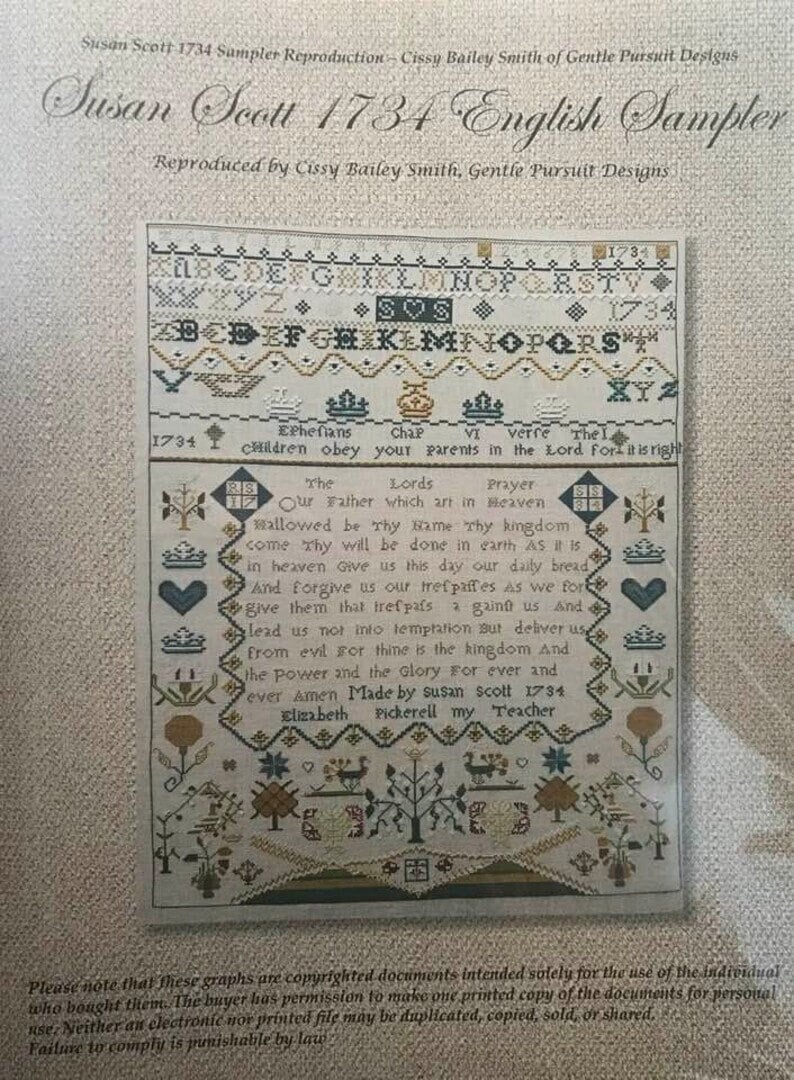 Susan Scott 1734 Sampler Reproduction – Cissy Bailey Smith of Gentle Pursuit Designs
Susan Scott 1734 English Sampler
Reproduced by Cissy Bailey Smith, Gentle Pursuit Designs
1734
A B C D E F G H I K L M N O P Q R S T V
W X Y Z S S 1734
A B C D E F G H I K L M N O P Q R S
V X Y Z
Ephesians Chap VI verse The I
1734 Children obey your parents in the Lord for it is right
The Lords Prayer
Our Father which art in Heaven
Hallowed be Thy Name Thy kingdom
come Thy will be done in earth As it is
in heaven Give us this day our daily bread
And forgive us our trespasses As we for
give them that trespass a gainst us And
lead us not into temptation But deliver us
from evil For thine is the kingdom And
the Power and the Glory For ever and
ever Amen Made by susan scott 1734
Elizabeth Pickerell my Teacher
Please note that these graphs are copyrighted documents intended solely for the use of the individual
who bought them. The buyer has permission to make one printed copy of the documents for personal
use. Neither an electronic nor printed file may be duplicated, copied, sold, or shared.
Failure to comply is punishable by law